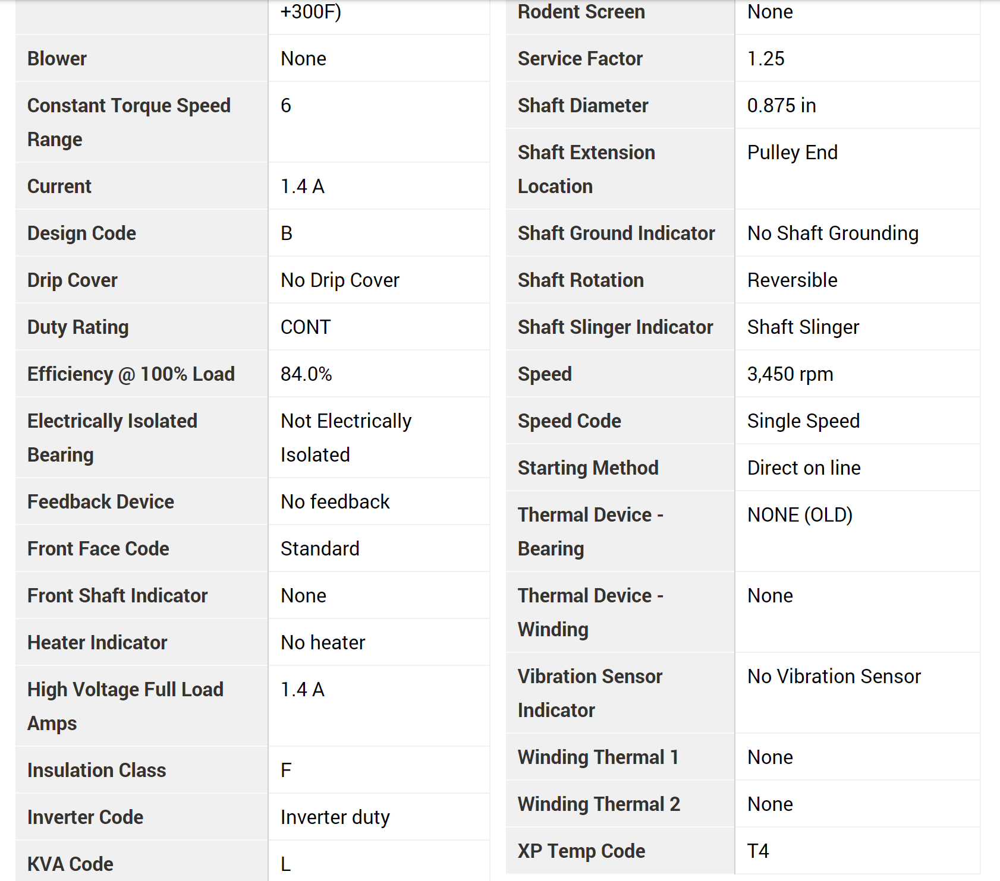 +300F)
Blower None
Constant Torque Speed 6
Range
Current 1.4 A
Design Code B
Drip Cover No Drip Cover
Duty Rating CONT
Efficiency @ 100% Load 84.0%
Electrically Isolated Not Electrically
Bearing Isolated
Feedback Device No feedback
Front Face Code Standard
Front Shaft Indicator None
Heater Indicator No heater
High Voltage Full Load 1.4 A
Amps
Insulation Class F
Inverter Code Inverter duty
KVA Code L
Rodent Screen None
Service Factor 1.25
Shaft Diameter 0.875 in
Shaft Extension Pulley End
Location
Shaft Ground Indicator No Shaft Grounding
Shaft Rotation Reversible
Shaft Slinger Indicator Shaft Slinger
Speed 3,450 rpm
Speed Code Single Speed
Starting Method Direct on line
Thermal Device - NONE (OLD)
Bearing
Thermal Device - None
Winding
Vibration Sensor No Vibration Sensor
Indicator
Winding Thermal 1 None
Winding Thermal 2 None
XP Temp Code T4